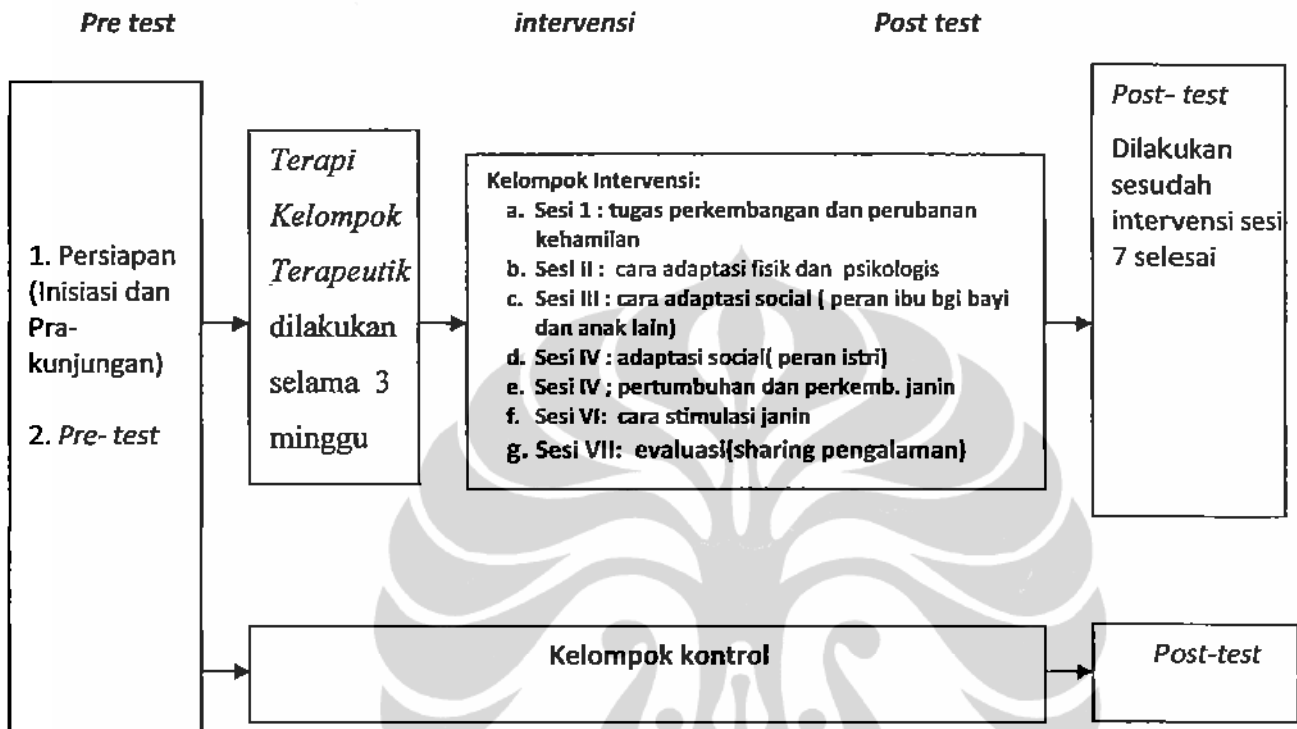 Pre test intervensi Post test
1. Persiapan
(Inisiasi dan
Pra-
kunjungan)
2. Pre- test
Terapi
Kelompok
Terapeutik
dilakukan
selama 3
minggu
Kelompok Intervensi:
a. Sesi 1 : tugas perkembangan dan perubanan
kehamilan
b. Sesi II : cara adaptasi fisik dan psikologis
c. Sesi III : cara adaptasi social ( peran ibu bgi bayi
dan anak lain)
d. Sesi IV : adaptasi social( peran istri)
e. Sesi IV ; pertumbuhan dan perkemb. janin
f. Sesi VI: cara stimulasi janin
g. Sesi VII: evaluasi(sharing pengalaman)
Post- test
Dilakukan
sesudah
intervensi sesi
7 selesai
Kelompok kontrol
Post-test